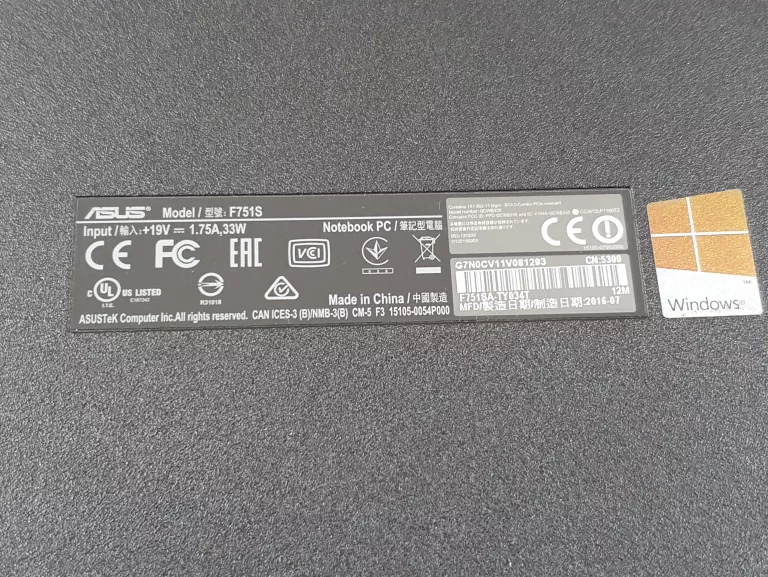 ASUS Model / 型號: F751S
Input / 輸入: +19V ⎓ 1.75A,33W
Notebook PC / 筆記型電腦
CE FC EAC VCCI
c UL US LISTED
I.T.E.
Made in China / 中國製造
ASUSTeK Computer Inc.All rights reserved. CAN ICES-3 (B)/NMB-3(B) CM-5 F3 15105-0054P000
CE
G7N0CV11V081293 CN:5300
12M
F751SA-TY034T
MFD/製造日期/制造日期:2016-07
Windows